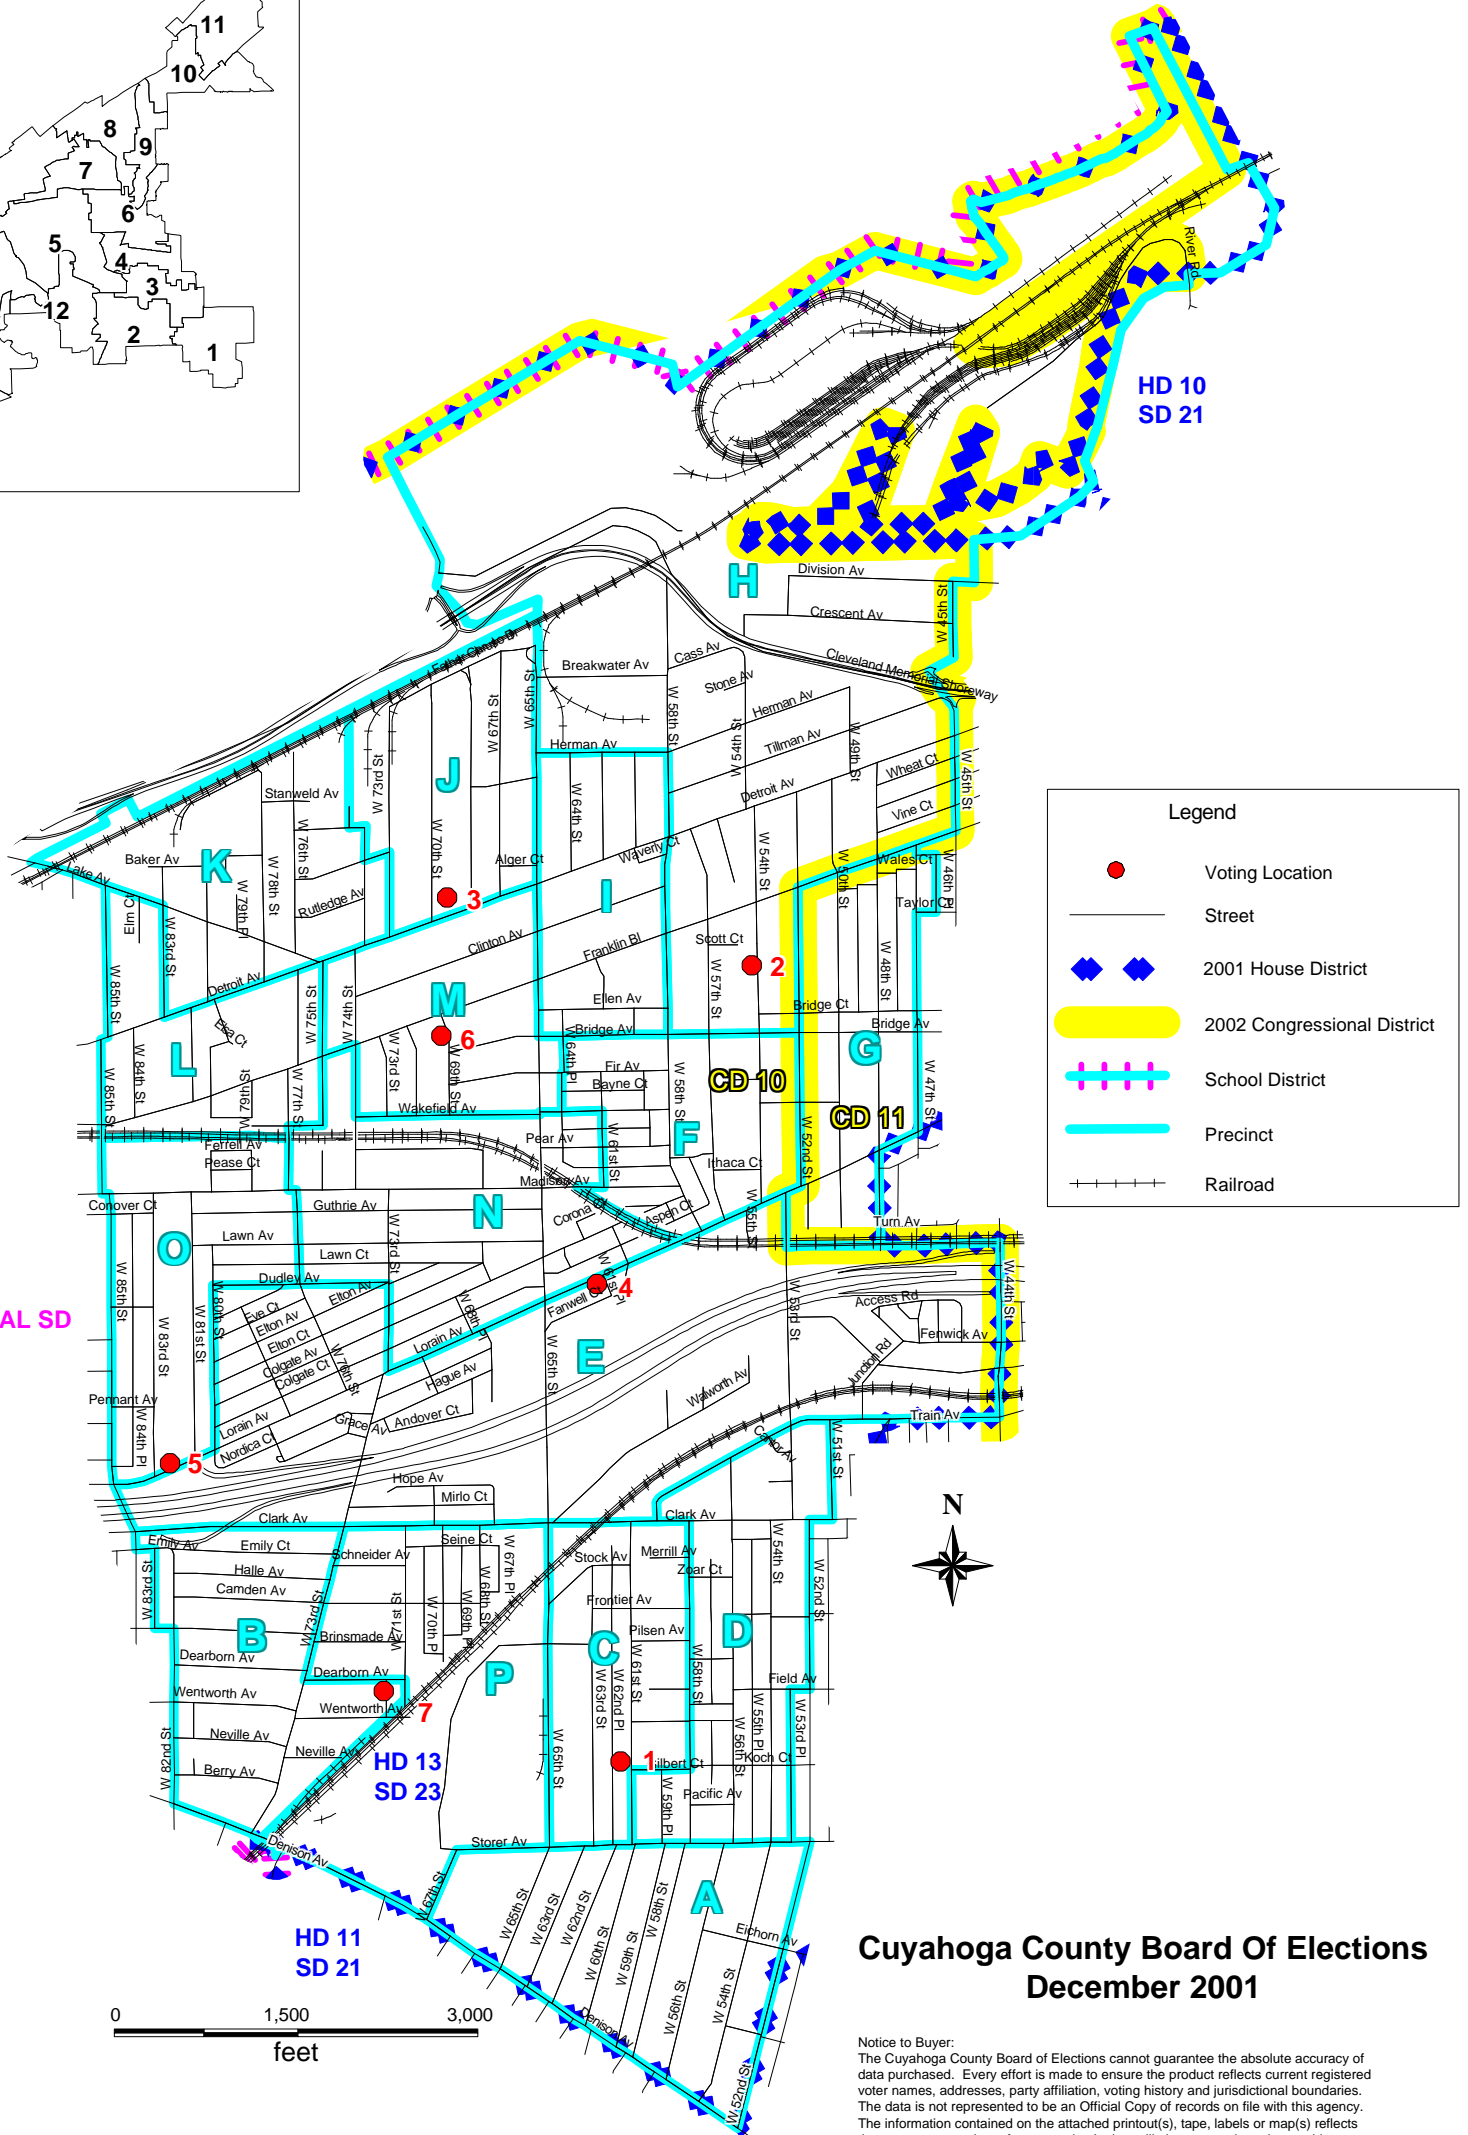 11
10
8
9
7
6
5
4
3
12
2
1
HD 10
SD 21
River Rd
H
Division Av
Crescent Av
W 45th St
Cleveland Memorial Shoreway
Cass Av
Stone Av
Breakwater Av
Herman Av
Tillman Av
Detroit Av
Wheat Ct
Vine Ct
W 45th St
W 49th St
W 54th St
W 58th St
Herman Av
W 65th St
W 67th St
W 73rd St
J
W 70th St
W 64th St
Waverly Ct
Alger Ct
3
Stanweld Av
W 76th St
Baker Av
K
Lake Av
W 78th St
W 79th Pl
Rutledge Av
W 83rd St
W 85th St
Detroit Av
I
Clinton Av
Franklin Bl
Scott Ct
2
W 57th St
W 54th St
Wales Ct
W 46th Pl
Taylor Ct
W 50th St
W 48th St
Ellen Av
Bridge Av
Bridge Ct
Bridge Av
G
M
6
W 75th St
W 74th St
Elsa Ct
L
W 84th St
W 85th St
W 79th St
W 77th St
W 73rd St
W 69th St
Wakefield Av
W 64th Pl
Fir Av
Bayne Ct
W 58th St
CD 10
CD 11
W 47th St
W 52nd St
Pear Av
W 61st St
F
Ithaca Ct
Madison Av
Ferrell Av
Pease Ct
Conover Ct
Guthrie Av
N
Corona Ct
Aspen Ct
W 55th St
Turn Av
O
Lawn Av
Lawn Ct
W 73rd St
Dudley Av
Elton Av
Eve Ct
Elton Av
Elton Ct
Colgate Av
Colgate Ct
W 85th St
W 83rd St
W 81st St
W 80th St
W 76th St
W 68th Pl
Lorain Av
Hague Av
Fanwell Ct
W 61st Pl
4
E
W 65th St
W 53rd St
Access Rd
Fenwick Av
Junction Rd
W 44th St
AL SD
Pennant Av
W 84th Pl
Lorain Av
Nordica Ct
Grace Av
Andover Ct
5
Walworth Av
Train Av
Cantor Av
W 51st St
Hope Av
Mirlo Ct
Clark Av
Clark Av
Emily Av
Emily Ct
Schneider Av
Seine Ct
Halle Av
Camden Av
W 83rd St
B
W 73rd St
Brinsmade Av
W 71st St
W 70th Pl
W 69th Pl
W 68th St
W 67th Pl
Dearborn Av
Dearborn Av
Wentworth Av
Wentworth Av
7
Neville Av
Neville Av
Berry Av
W 82nd St
P
Stock Av
Merrill Av
Zoar Ct
Frontier Av
Pilsen Av
C
D
W 54th St
W 52nd St
W 63rd St
W 62nd Pl
W 61st St
W 58th St
Field Av
W 55th Pl
W 56th St
W 53rd Pl
Koch Ct
Pacific Av
W 59th Pl
W 65th St
1
HD 13
SD 23
Storer Av
Denison Av
W 67th St
W 65th St
W 63rd St
W 62nd St
W 60th St
W 59th St
W 58th St
A
Eichorn Av
W 56th St
W 54th St
W 52nd St
Denison Av
HD 11
SD 21
0 1,500 3,000
feet
N
Legend
Voting Location
Street
2001 House District
2002 Congressional District
School District
Precinct
Railroad
Cuyahoga County Board Of Elections
December 2001
Notice to Buyer:
The Cuyahoga County Board of Elections cannot guarantee the absolute accuracy of
data purchased. Every effort is made to ensure the product reflects current registered
voter names, addresses, party affiliation, voting history and jurisdictional boundaries.
The data is not represented to be an Official Copy of records on file with this agency.
The information contained on the attached printout(s), tape, labels or map(s) reflects